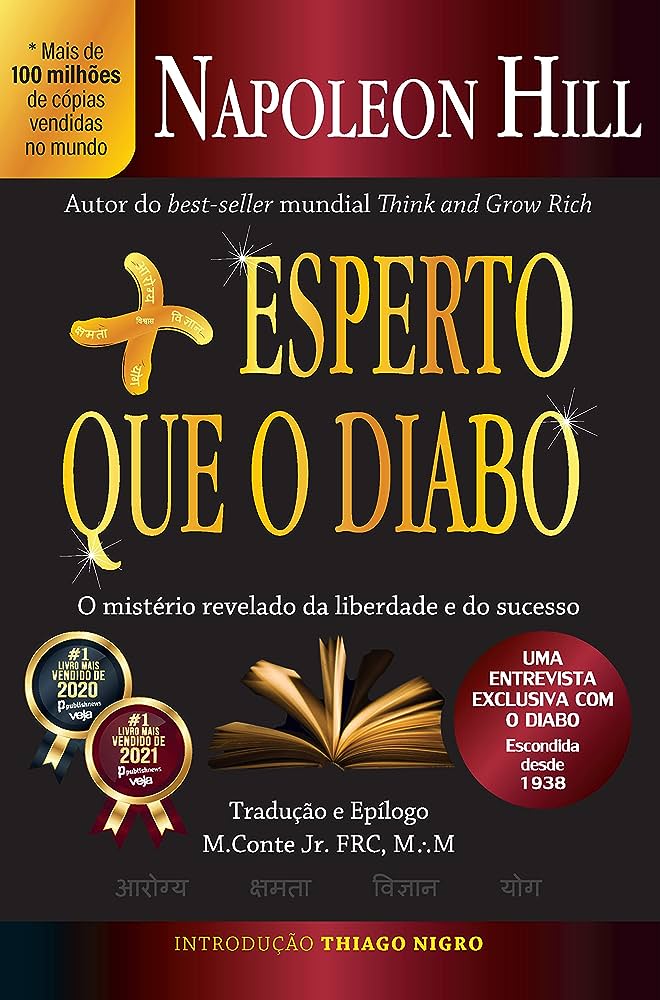 * Mais de
100 milhões
de cópias
vendidas
no mundo
NAPOLEON HILL
Autor do best-seller mundial Think and Grow Rich
आरोग्य
क्षमता
विश्वास
विज्ञान
योग
+ ESPERTO
QUE O DIABO
O mistério revelado da liberdade e do sucesso
#1
LIVRO MAIS
VENDIDO DE
2020
publishnews
veja
#1
LIVRO MAIS
VENDIDO DE
2021
publishnews
veja
UMA
ENTREVISTA
EXCLUSIVA COM
O DIABO
Escondida
desde
1938
Tradução e Epílogo
M.Conte Jr. FRC, M∴M
आरोग्य क्षमता विज्ञान योग
INTRODUÇÃO THIAGO NIGRO